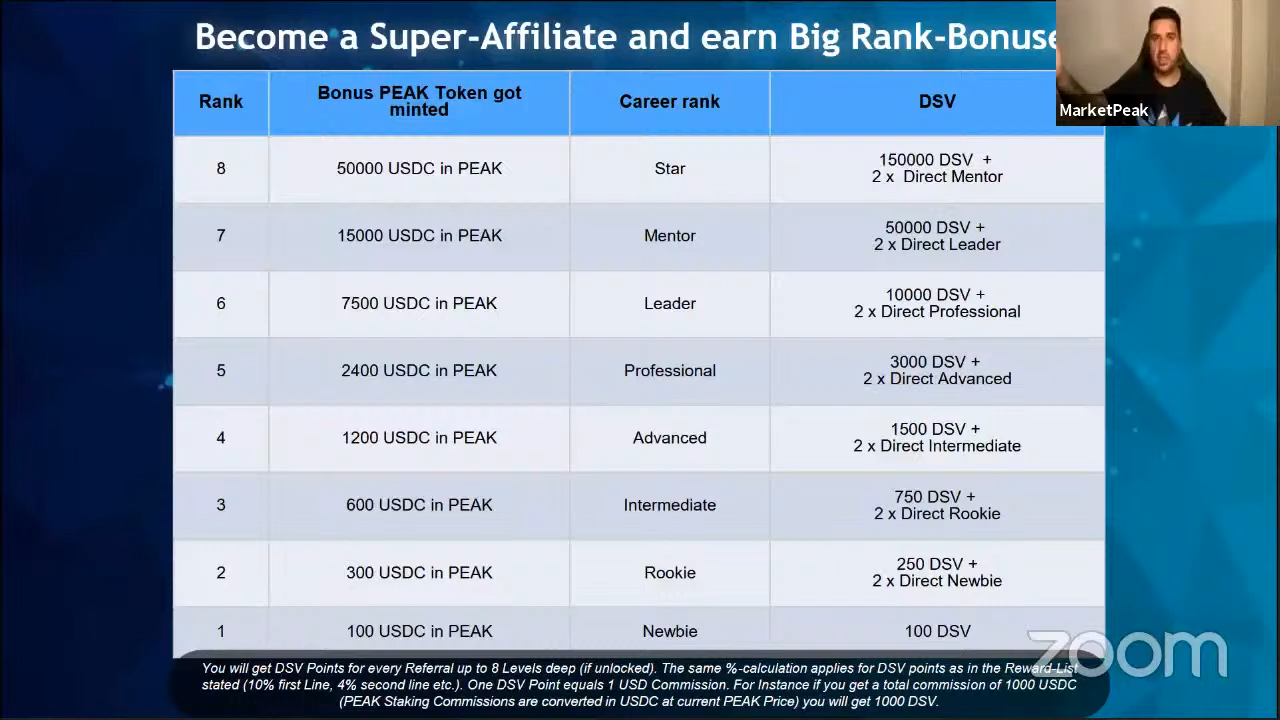 Become a Super-Affiliate and earn Big Rank-Bonuse
MarketPeak
Rank
Bonus PEAK Token got
minted
Career rank
DSV
8
50000 USDC in PEAK
Star
150000 DSV +
2 x Direct Mentor
7
15000 USDC in PEAK
Mentor
50000 DSV +
2 x Direct Leader
6
7500 USDC in PEAK
Leader
10000 DSV +
2 x Direct Professional
5
2400 USDC in PEAK
Professional
3000 DSV +
2 x Direct Advanced
4
1200 USDC in PEAK
Advanced
1500 DSV +
2 x Direct Intermediate
3
600 USDC in PEAK
Intermediate
750 DSV +
2 x Direct Rookie
2
300 USDC in PEAK
Rookie
250 DSV +
2 x Direct Newbie
1
100 USDC in PEAK
Newbie
100 DSV
zoom
You will get DSV Points for every Referral up to 8 Levels deep (if unlocked). The same %-calculation applies for DSV points as in the Reward-List
stated (10% first Line, 4% second line etc.). One DSV Point equals 1 USD Commission. For Instance if you get a total commission of 1000 USDC
(PEAK Staking Commissions are converted in USDC at current PEAK Price) you will get 1000 DSV.